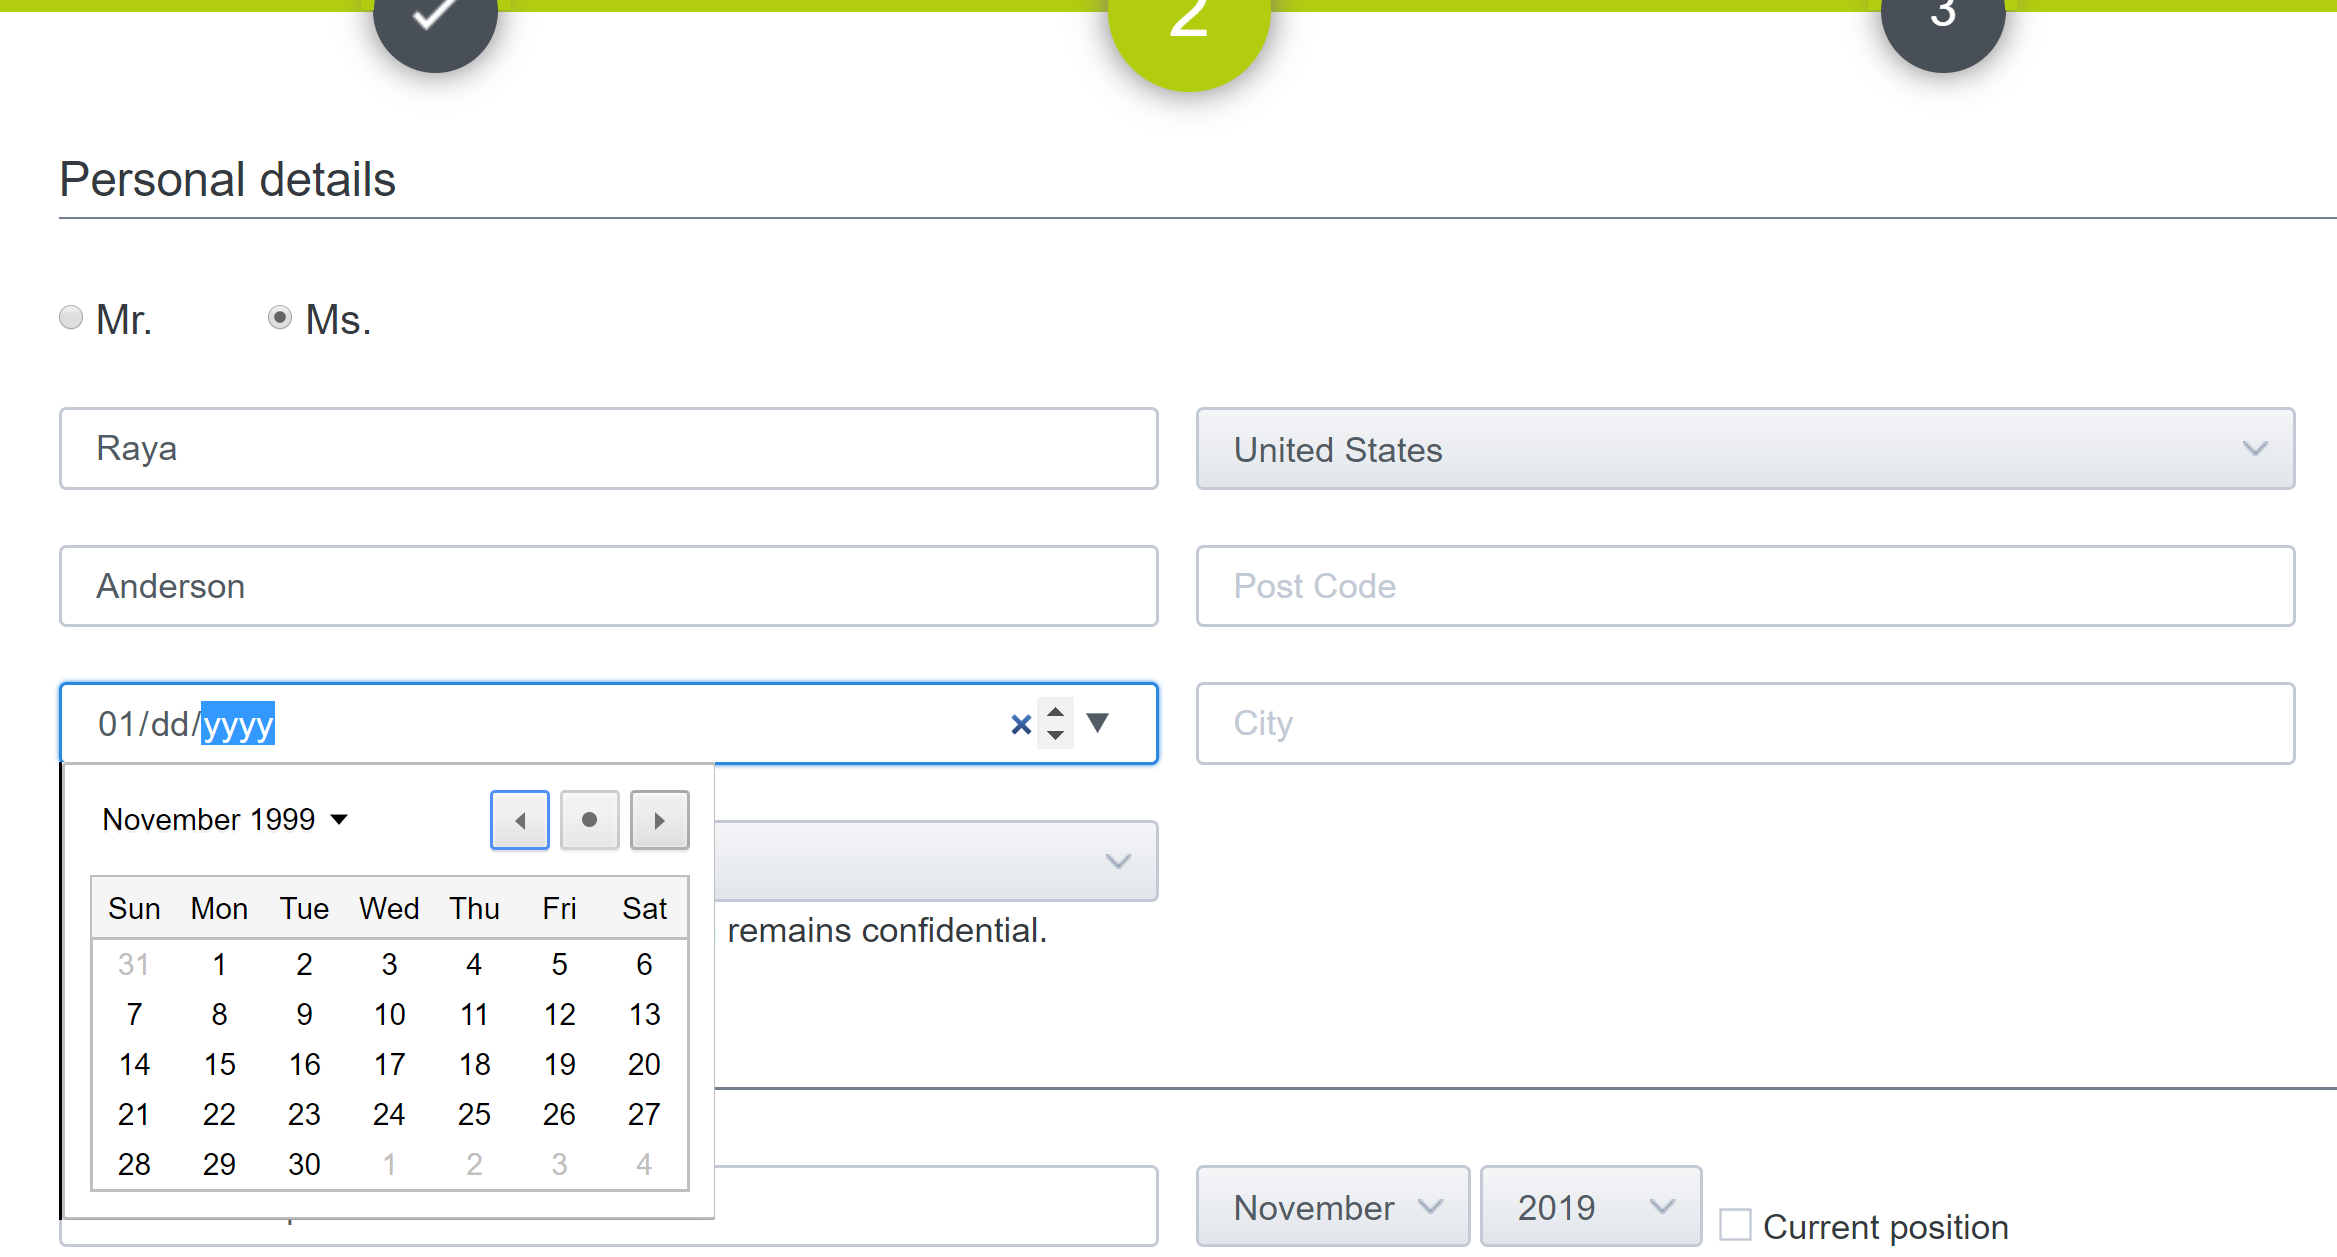 2
3
Personal details
Mr. Ms.
Raya
United States
Anderson
Post Code
01/dd/yyyy
City
November 1999
Sun Mon Tue Wed Thu Fri Sat
31 1 2 3 4 5 6
7 8 9 10 11 12 13
14 15 16 17 18 19 20
21 22 23 24 25 26 27
28 29 30 1 2 3 4
remains confidential.
November 2019 Current position